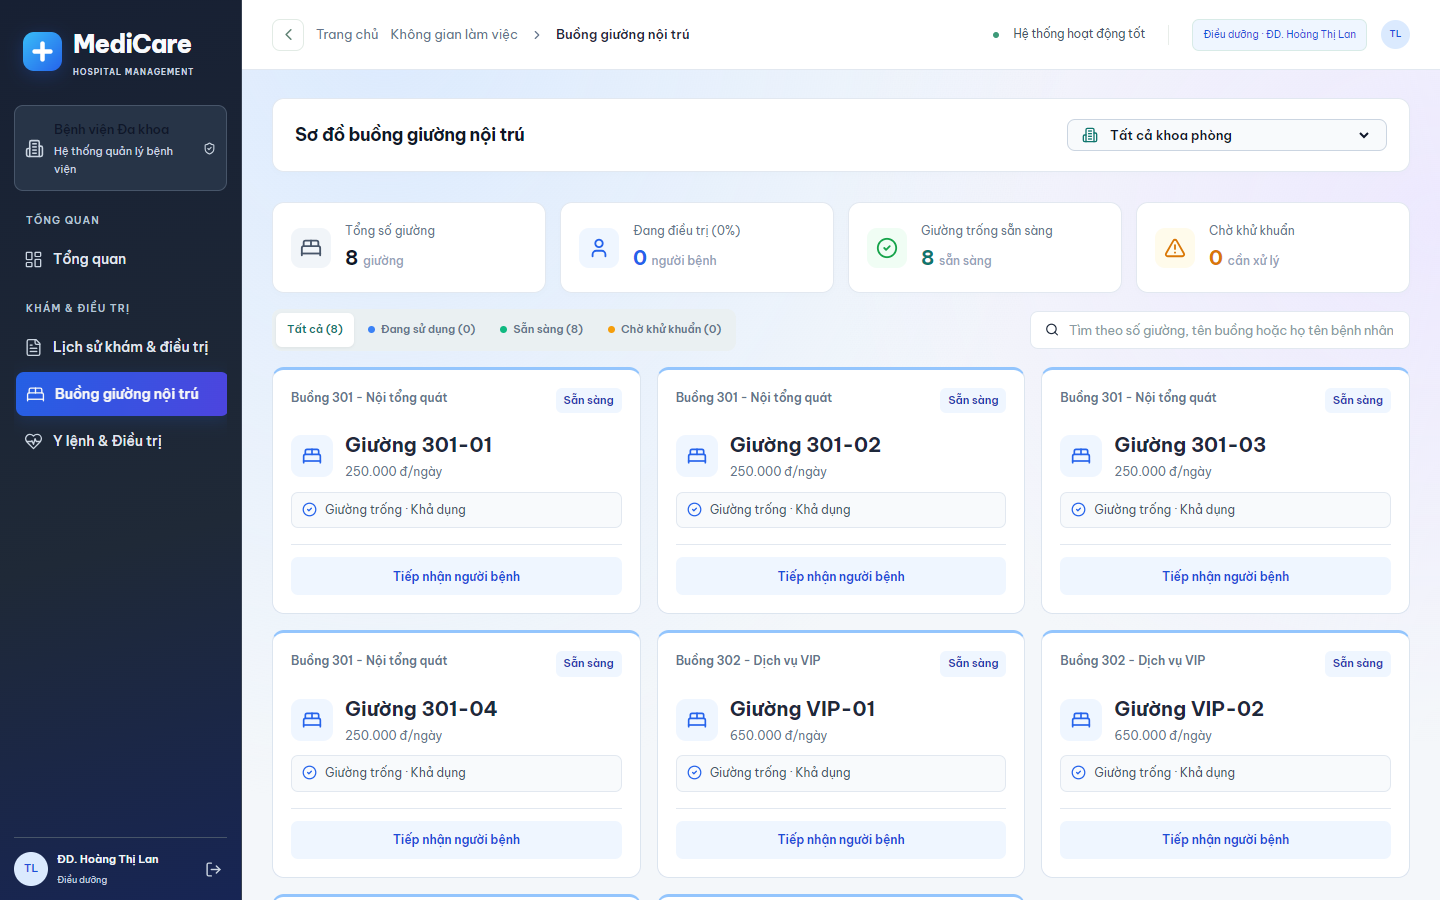 MediCare
HOSPITAL MANAGEMENT
Bệnh viện Đa khoa
Hệ thống quản lý bệnh
viện
TỔNG QUAN
Tổng quan
KHÁM & ĐIỀU TRỊ
Lịch sử khám & điều trị
Buồng giường nội trú
Y lệnh & Điều trị
TL
ĐD. Hoàng Thị Lan
Điều dưỡng
Trang chủ Không gian làm việc > Buồng giường nội trú
Hệ thống hoạt động tốt
Điều dưỡng · ĐD. Hoàng Thị Lan
TL
Sơ đồ buồng giường nội trú
Tất cả khoa phòng
Tổng số giường
8 giường
Đang điều trị (0%)
0 người bệnh
Giường trống sẵn sàng
8 sẵn sàng
Chờ khử khuẩn
0 cần xử lý
Tất cả (8)
Đang sử dụng (0)
Sẵn sàng (8)
Chờ khử khuẩn (0)
Tìm theo số giường, tên buồng hoặc họ tên bệnh nhân
Buồng 301 - Nội tổng quát
Sẵn sàng
Giường 301-01
250.000 đ/ngày
Giường trống · Khả dụng
Tiếp nhận người bệnh
Buồng 301 - Nội tổng quát
Sẵn sàng
Giường 301-02
250.000 đ/ngày
Giường trống · Khả dụng
Tiếp nhận người bệnh
Buồng 301 - Nội tổng quát
Sẵn sàng
Giường 301-03
250.000 đ/ngày
Giường trống · Khả dụng
Tiếp nhận người bệnh
Buồng 301 - Nội tổng quát
Sẵn sàng
Giường 301-04
250.000 đ/ngày
Giường trống · Khả dụng
Tiếp nhận người bệnh
Buồng 302 - Dịch vụ VIP
Sẵn sàng
Giường VIP-01
650.000 đ/ngày
Giường trống · Khả dụng
Tiếp nhận người bệnh
Buồng 302 - Dịch vụ VIP
Sẵn sàng
Giường VIP-02
650.000 đ/ngày
Giường trống · Khả dụng
Tiếp nhận người bệnh